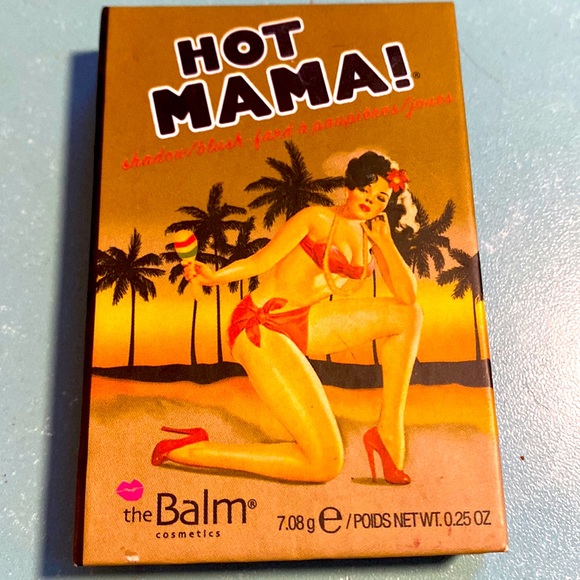 HOT
MAMA!®
shadow/blush fard à paupières/joues
the Balm®
cosmetics
7.08 g e / POIDS NET WT. 0.25 OZ